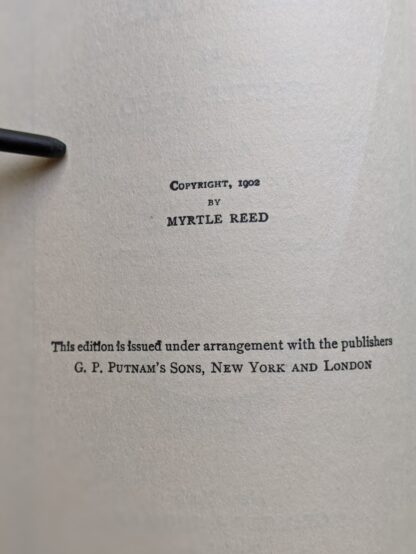 COPYRIGHT, 1902
BY
MYRTLE REED
This edition is issued under arrangement with the publishers
G. P. PUTNAM'S SONS, NEW YORK AND LONDON